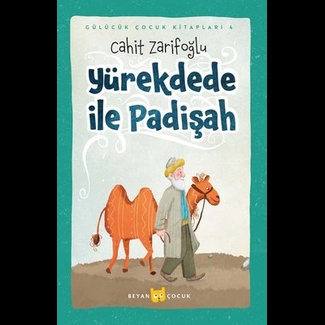 GÜLÜCÜK ÇOCUK KİTAPLARI 4
Cahit Zarifoğlu
Yürekdede
ile Padişah
BEYAN ÇOCUK